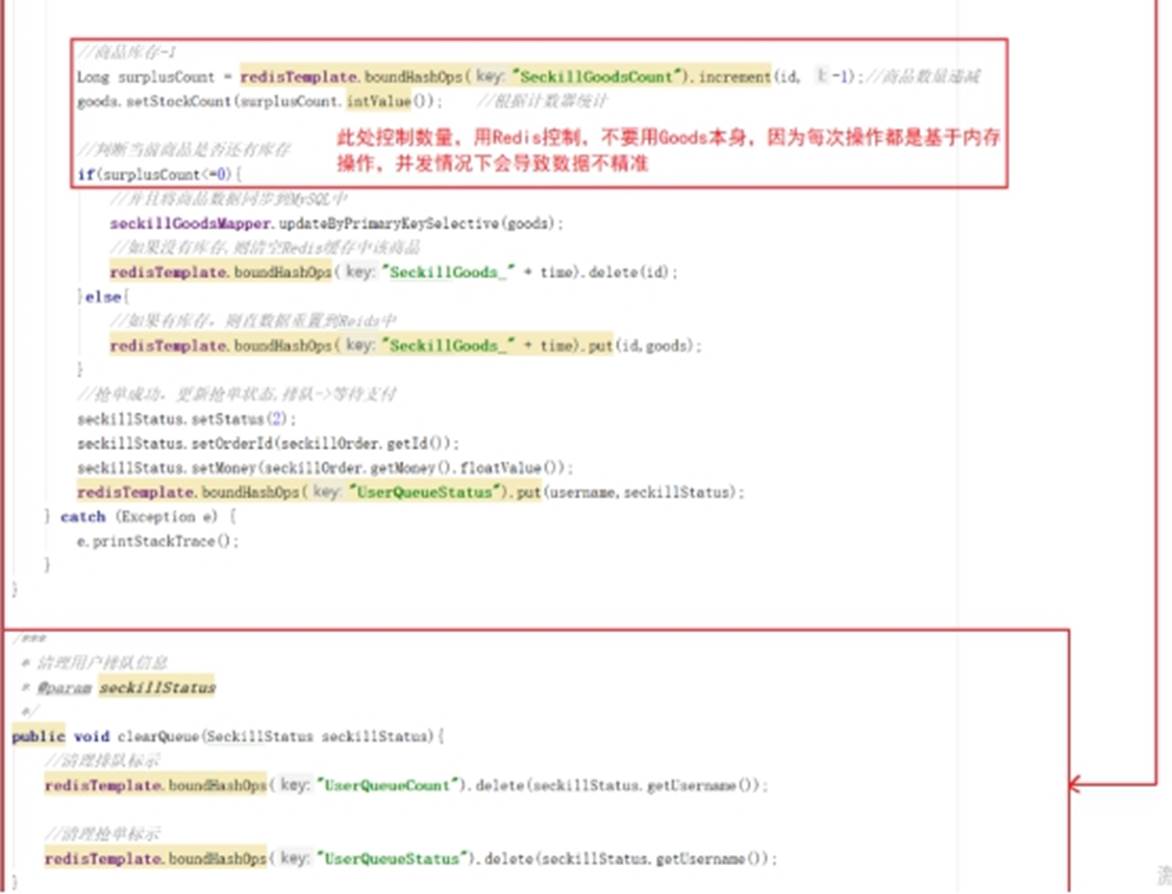 //商品库存-1
Long surplusCount = redisTemplate.boundHashOps( key: "SeckillGoodsCount").increment(id, l: -1);//商品数量递减
goods.setStockCount(surplusCount.intValue()); //根据计数器统计
此处控制数量，用Redis控制，不要用Goods本身，因为每次操作都是基于内存
操作，并发情况下会导致数据不精准
//判断当前商品是否还有库存
if(surplusCount<=0){
//并且将商品数据同步到MySQL中
seckillGoodsMapper.updateByPrimaryKeySelective(goods);
//如果没有库存,则清空Redis缓存中该商品
redisTemplate.boundHashOps( key: "SeckillGoods_" + time).delete(id);
}else{
//如果有库存，则直数据重置到Reids中
redisTemplate.boundHashOps( key: "SeckillGoods_" + time).put(id,goods);
}
//抢单成功，更新抢单状态,排队->等待支付
seckillStatus.setStatus(2);
seckillStatus.setOrderId(seckillOrder.getId());
seckillStatus.setMoney(seckillOrder.getMoney().floatValue());
redisTemplate.boundHashOps( key: "UserQueueStatus").put(username,seckillStatus);
} catch (Exception e) {
e.printStackTrace();
}
}
/***
* 清理用户排队信息
* @param seckillStatus
*/
public void clearQueue(SeckillStatus seckillStatus){
//清理排队标示
redisTemplate.boundHashOps( key: "UserQueueCount").delete(seckillStatus.getUsername());
//清理抢单标示
redisTemplate.boundHashOps( key: "UserQueueStatus").delete(seckillStatus.getUsername());
}